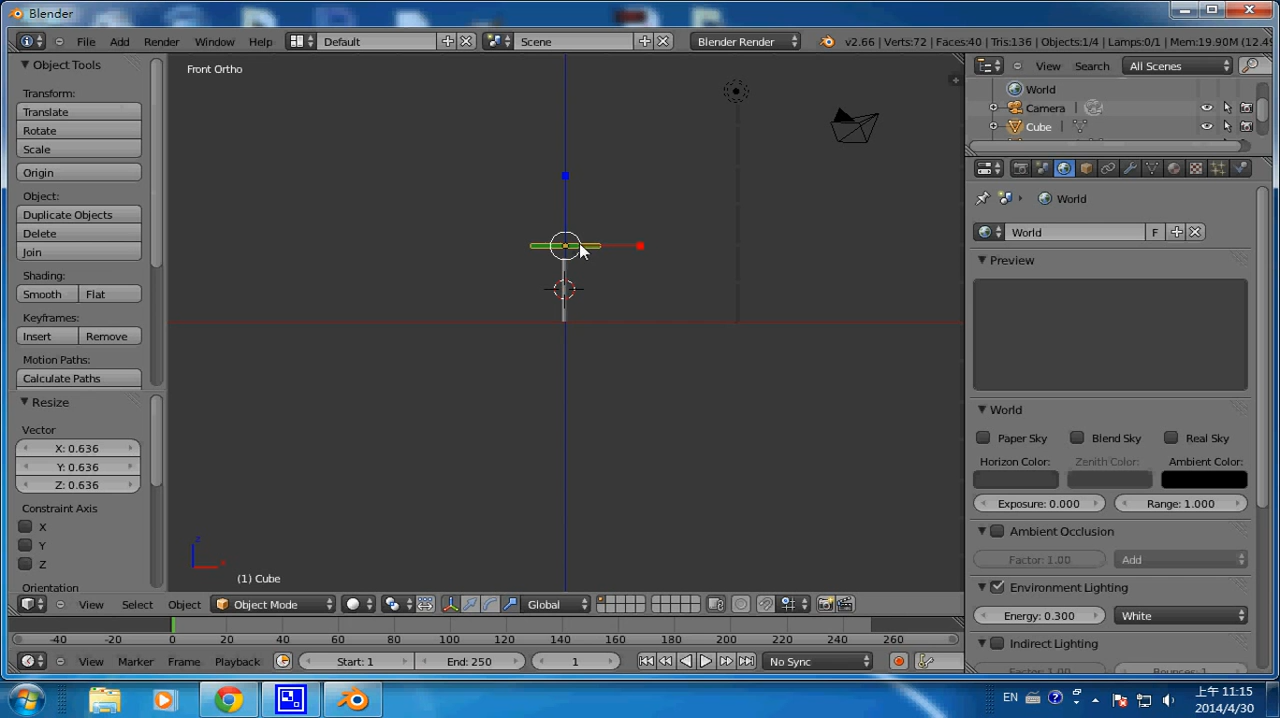 Blender
File Add Render Window Help Default Scene Blender Render v2.66 | Verts:72 | Faces:40 | Tris:136 | Objects:1/4 | Lamps:0/1 | Mem:19.90M
Object Tools
Transform:
Translate
Rotate
Scale
Origin
Object:
Duplicate Objects
Delete
Join
Shading:
Smooth Flat
Keyframes:
Insert Remove
Motion Paths:
Calculate Paths
Resize
Vector
X: 0.636
Y: 0.636
Z: 0.636
Constraint Axis
X
Y
Z
Orientation
Front Ortho
z
x
(1) Cube
View Select Object Object Mode Global
-40 -20 0 20 40 60 80 100 120 140 160 180 200 220 240 260
View Marker Frame Playback Start: 1 End: 250 1 No Sync
View Search All Scenes
World
Camera
Cube
World
World F
Preview
World
Paper Sky Blend Sky Real Sky
Horizon Color: Zenith Color: Ambient Color:
Exposure: 0.000 Range: 1.000
Ambient Occlusion
Factor: 1.00 Add
Environment Lighting
Energy: 0.300 White
Indirect Lighting
Factor: 1.00 Bounces: 1
EN 上午 11:15
2014/4/30